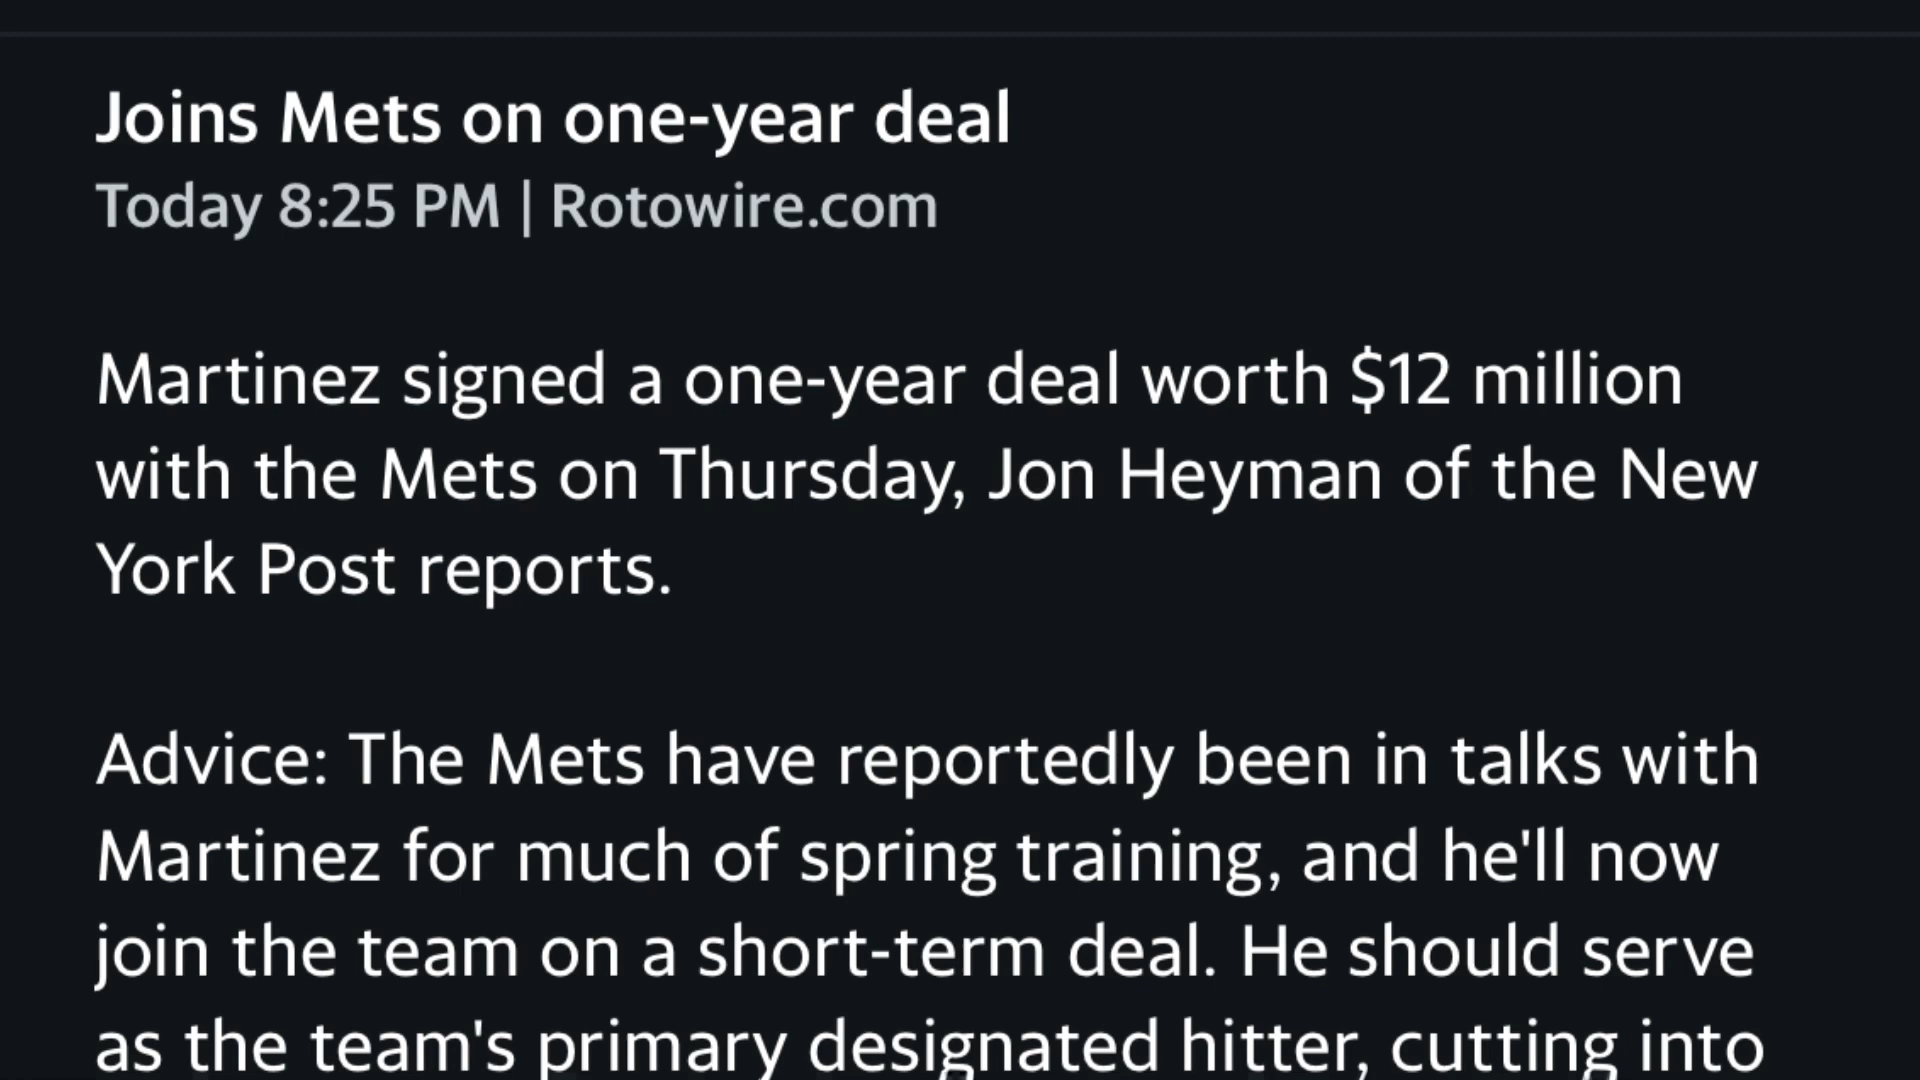 Joins Mets on one-year deal
Today 8:25 PM | Rotowire.com
Martinez signed a one-year deal worth $12 million
with the Mets on Thursday, Jon Heyman of the New
York Post reports.
Advice: The Mets have reportedly been in talks with
Martinez for much of spring training, and he'll now
join the team on a short-term deal. He should serve
as the team's primary designated hitter, cutting into